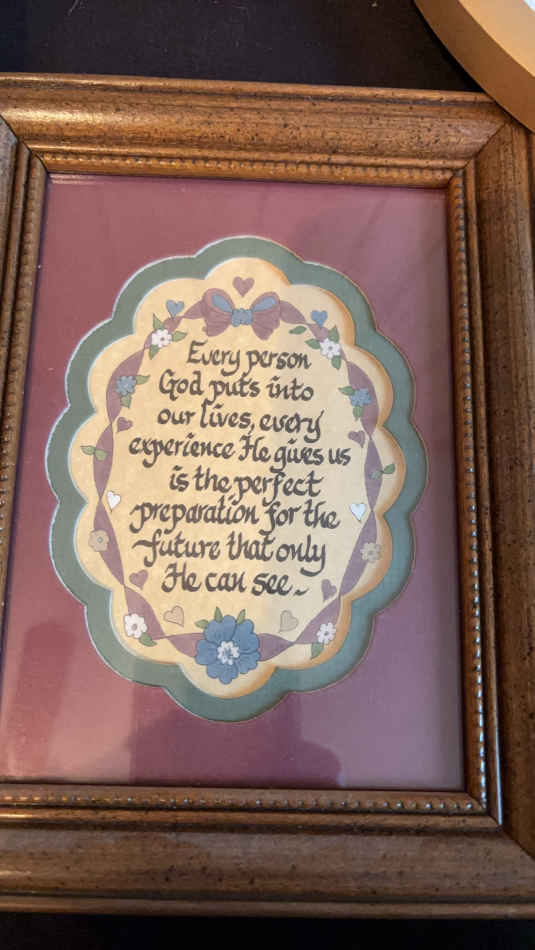 Every person
God puts into
our lives, every
experience He gives us
is the perfect
preparation for the
future that only
He can see~